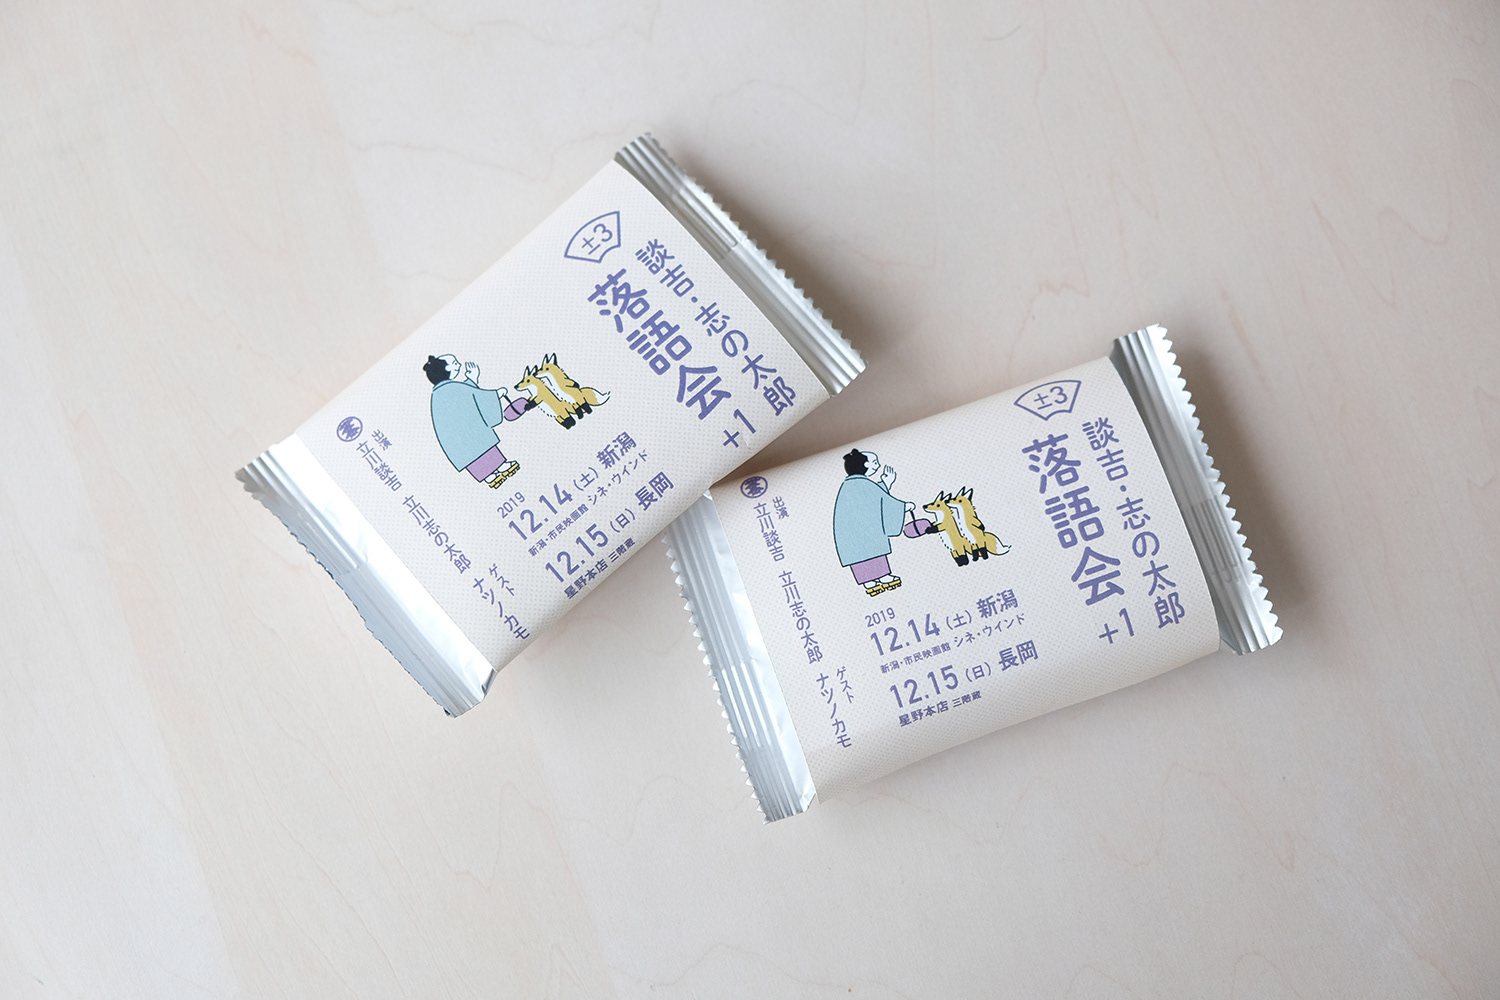 ±3
談吉・志の太郎
落語会
+1
2019
12.14（土）新潟
新潟・市民映画館 シネ・ウインド
12.15（日）長岡
星野本店 三階蔵
出演
立川談吉 立川志の太郎
ゲスト
ナツノカモ
±3
談吉・志の太郎
落語会
+1
2019
12.14（土）新潟
新潟・市民映画館 シネ・ウインド
12.15（日）長岡
星野本店 三階蔵
出演
立川談吉 立川志の太郎
ゲスト
ナツノカモ